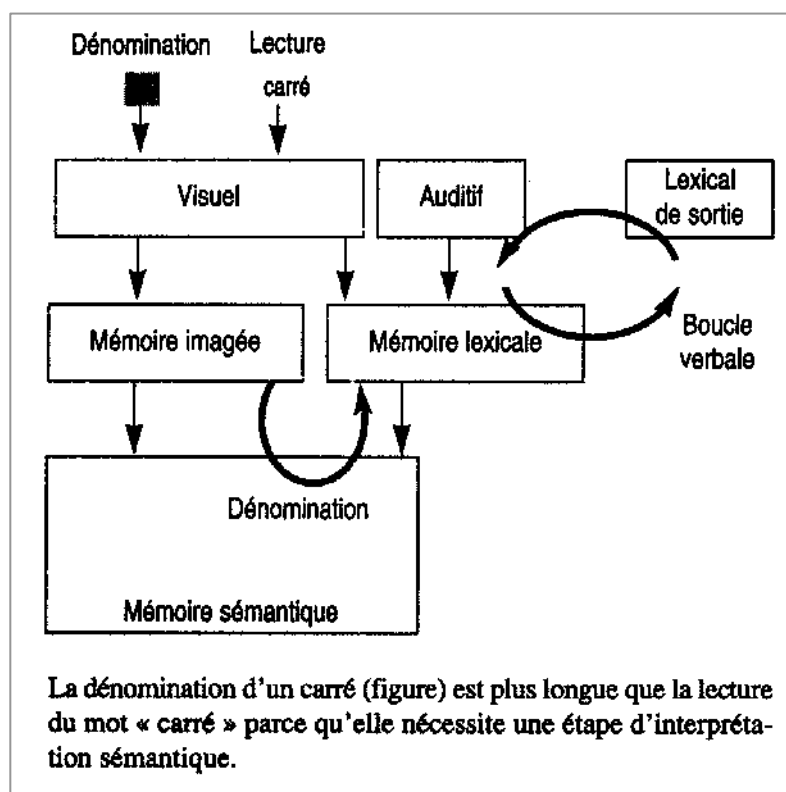 Dénomination
Lecture
carré
Visuel
Auditif
Lexical
de sortie
Mémoire imagée
Mémoire licale
Boucle
verbale
Dénomination
Mémoire sémantique
La dénomination d'un carré (figure) est plus longue que la lecture
du mot « carré » parce qu'elle nécessite une étape d'interpréta-
tion sémantique.